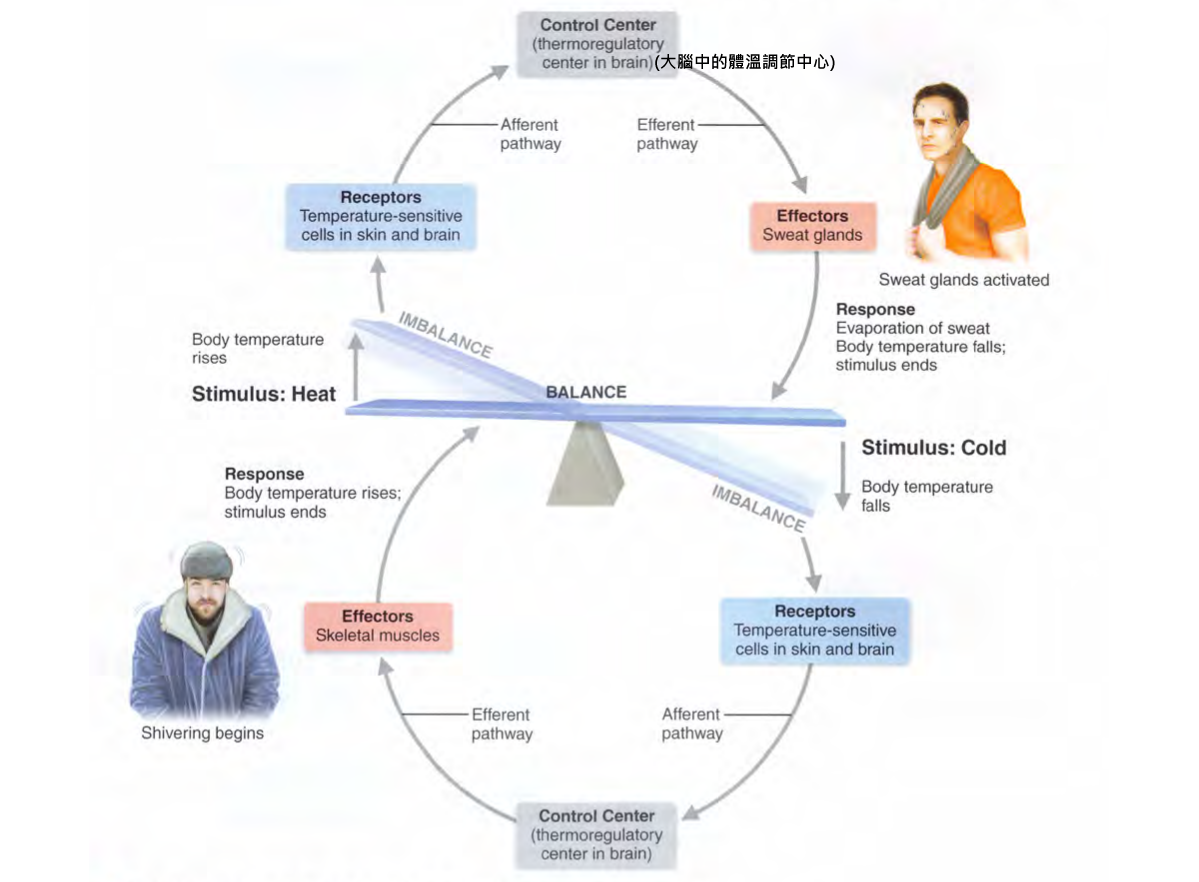 Control Center
(thermoregulatory
center in brain)(大腦中的體溫調節中心)
Afferent
pathway
Efferent
pathway
Receptors
Temperature-sensitive
cells in skin and brain
Effectors
Sweat glands
Sweat glands activated
Response
Evaporation of sweat
Body temperature falls;
stimulus ends
IMBALANCE
Body temperature
rises
Stimulus: Heat
BALANCE
Stimulus: Cold
Body temperature
falls
IMBALANCE
Response
Body temperature rises;
stimulus ends
Effectors
Skeletal muscles
Receptors
Temperature-sensitive
cells in skin and brain
Shivering begins
Efferent
pathway
Afferent
pathway
Control Center
(thermoregulatory
center in brain)